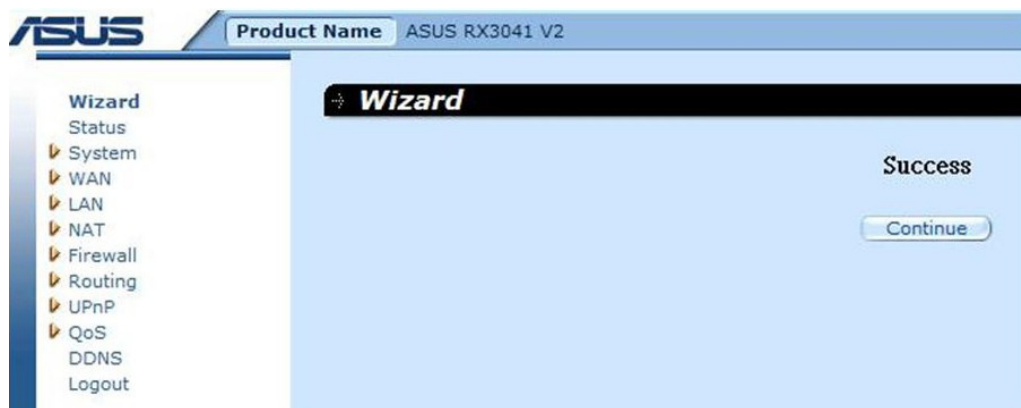 ASUS
Product Name ASUS RX3041 V2
Wizard
Status
System
WAN
LAN
NAT
Firewall
Routing
UPnP
QoS
DDNS
Logout
Wizard
Success
Continue